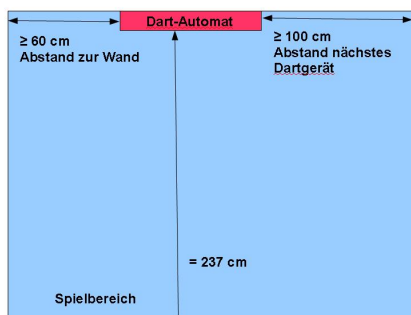 Dart-Automat
≥ 60 cm
Abstand zur Wand
≥ 100 cm
Abstand nächstes
Dartgerät
= 237 cm
Spielbereich